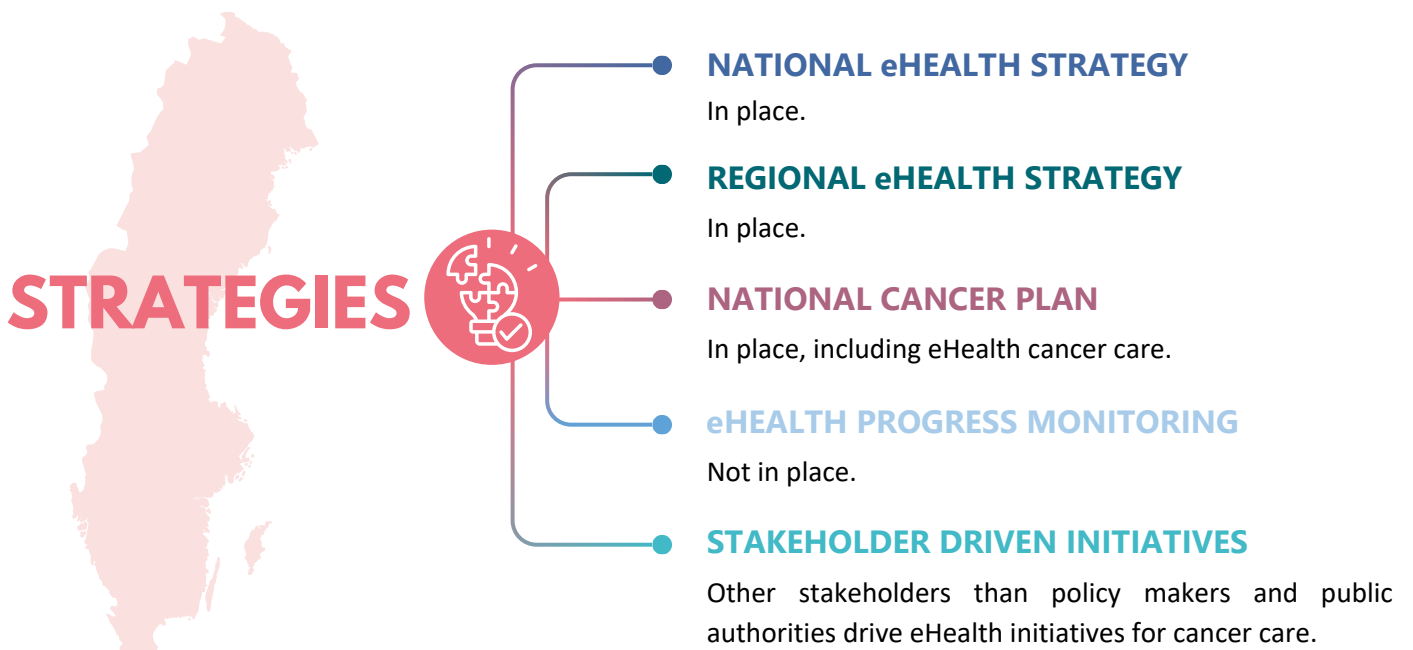 STRATEGIES
NATIONAL eHEALTH STRATEGY
In place.
REGIONAL eHEALTH STRATEGY
In place.
NATIONAL CANCER PLAN
In place, including eHealth cancer care.
eHEALTH PROGRESS MONITORING
Not in place.
STAKEHOLDER DRIVEN INITIATIVES
Other stakeholders than policy makers and public
authorities drive eHealth initiatives for cancer care.